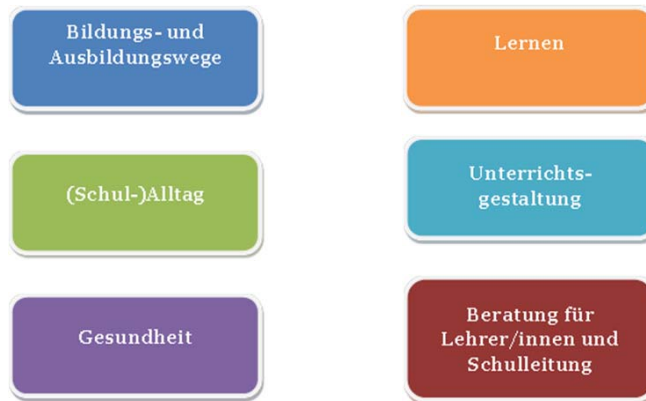 Bildungs- und
Ausbildungswege
Lernen
(Schul-)Alltag
Unterrichts-
gestaltung
Gesundheit
Beratung für
Lehrer/innen und
Schulleitung